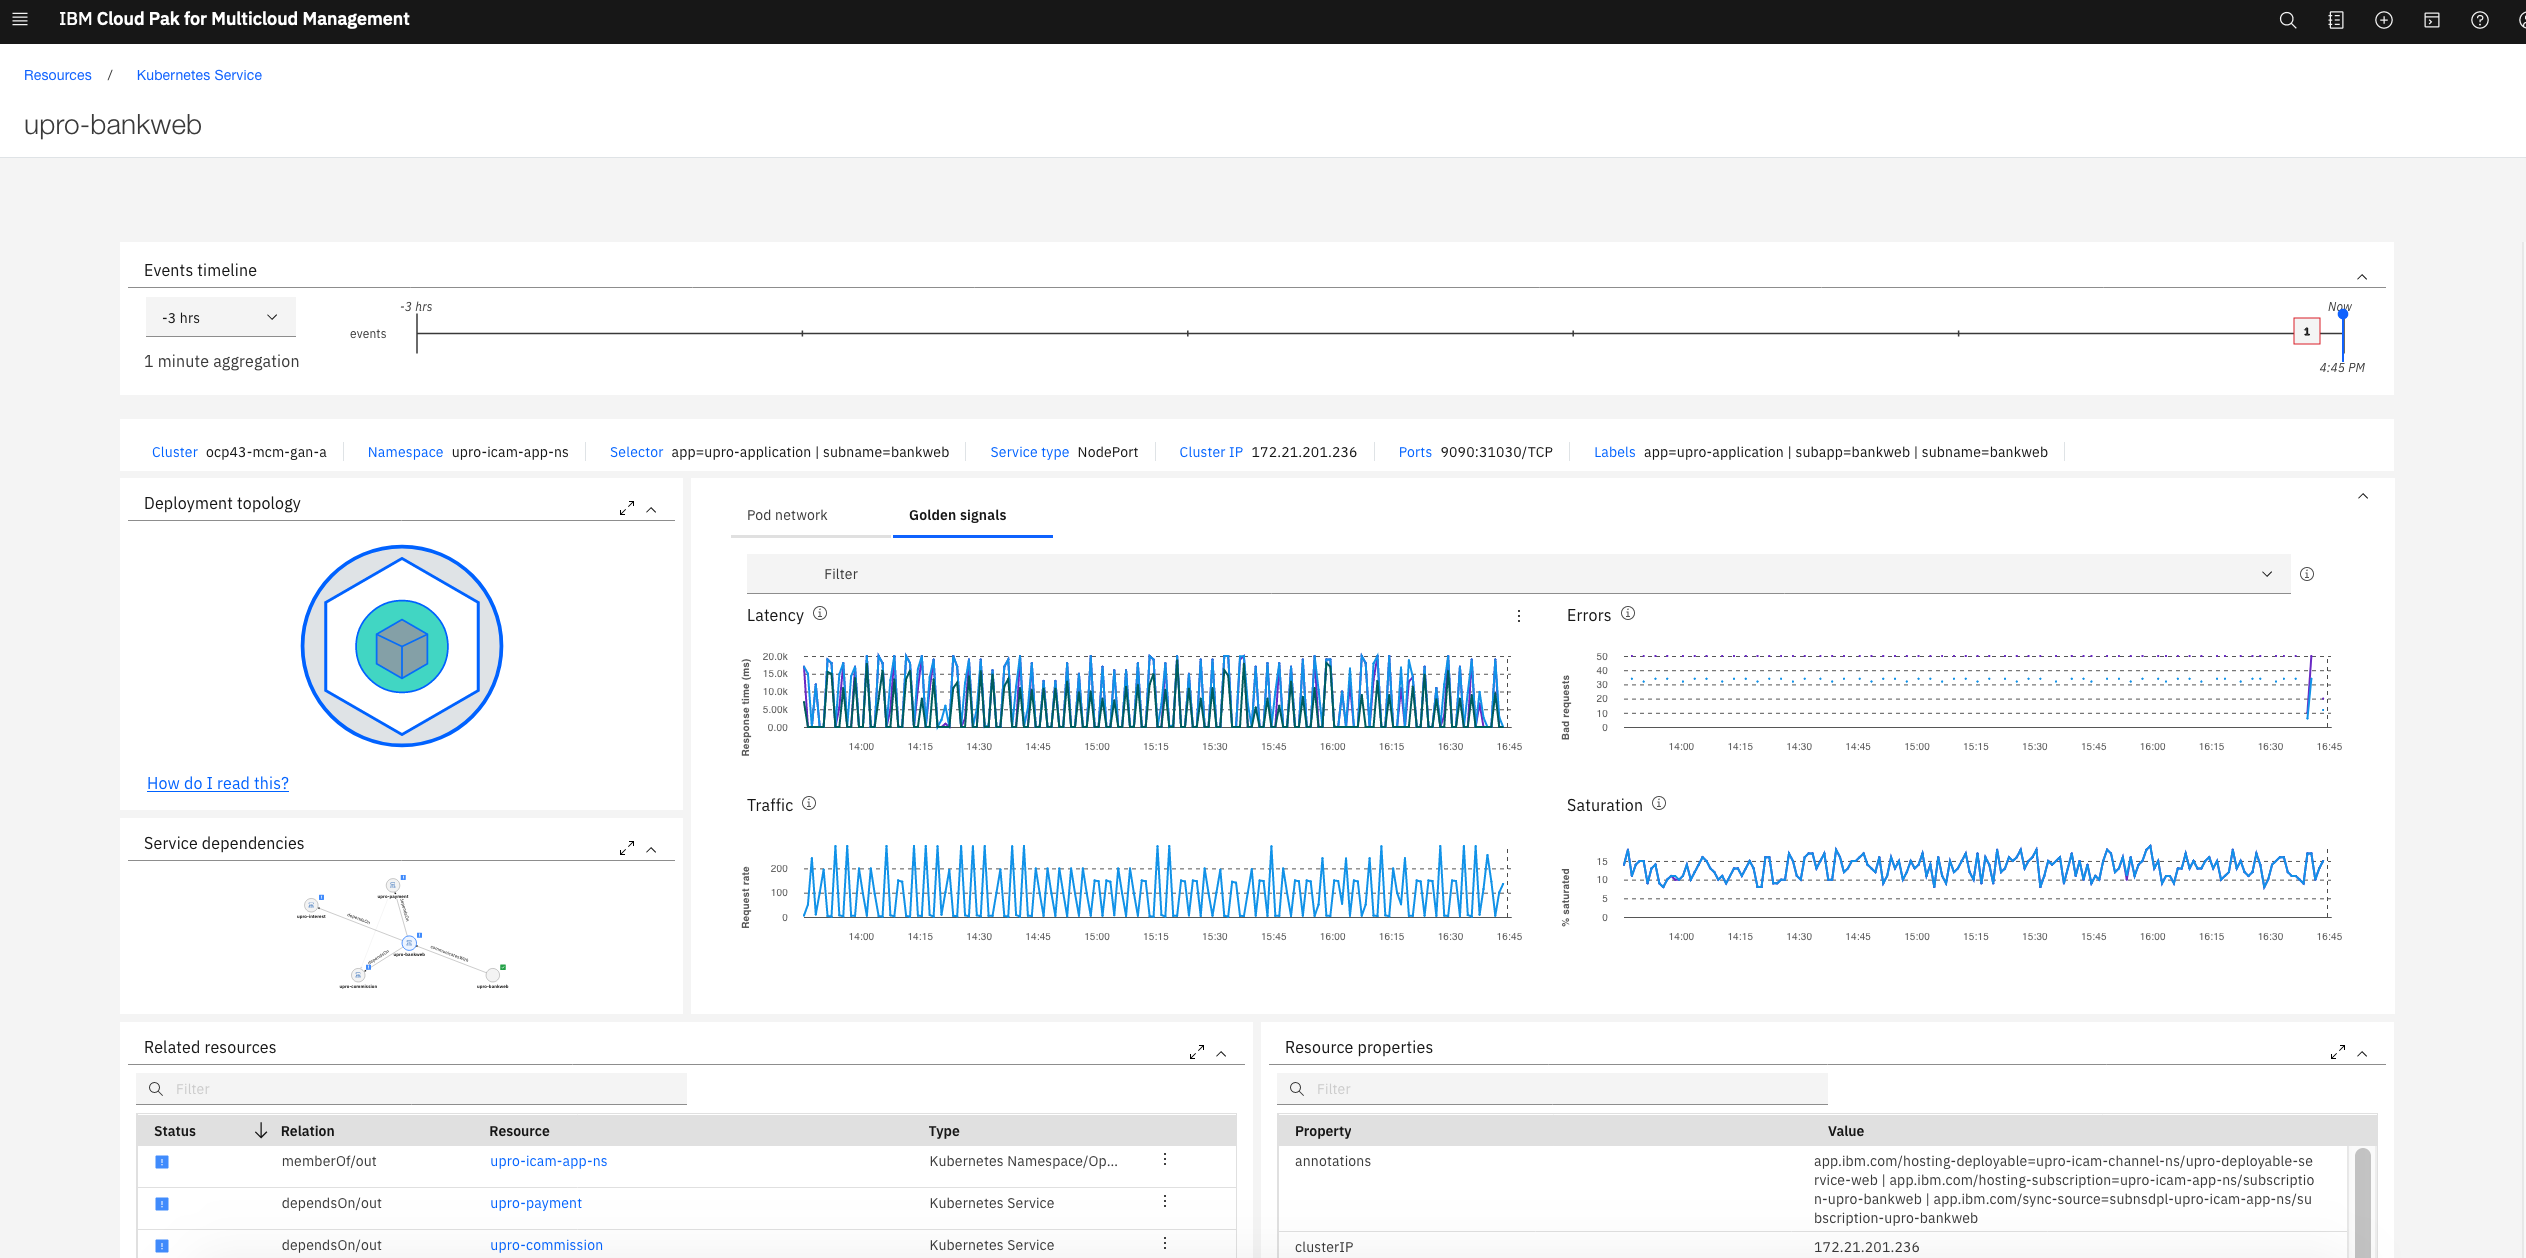 IBM Cloud Pak for Multicloud Management
Resources / Kubernetes Service
upro-bankweb
Events timeline
-3 hrs
1 minute aggregation
events
-3 hrs
1
Now
4:45 PM
Cluster ocp43-mcm-gan-a
Namespace upro-icam-app-ns
Selector app=upro-application | subname=bankweb
Service type NodePort
Cluster IP 172.21.201.236
Ports 9090:31030/TCP
Labels app=upro-application | subapp=bankweb | subname=bankweb
Deployment topology
How do I read this?
Service dependencies
upro-interest
upro-payment
dependsOn
dependsOn
upro-bankweb
dependsOn
communicatesWith
upro-commission
upro-bankweb
Pod network
Golden signals
Filter
Latency
Response time (ms)
20.0k
15.0k
10.0k
5.00k
0.00
14:00 14:15 14:30 14:45 15:00 15:15 15:30 15:45 16:00 16:15 16:30 16:45
Errors
Bad requests
50
40
30
20
10
0
14:00 14:15 14:30 14:45 15:00 15:15 15:30 15:45 16:00 16:15 16:30 16:45
Traffic
Request rate
200
100
0
14:00 14:15 14:30 14:45 15:00 15:15 15:30 15:45 16:00 16:15 16:30 16:45
Saturation
% saturated
15
10
5
0
14:00 14:15 14:30 14:45 15:00 15:15 15:30 15:45 16:00 16:15 16:30 16:45
Related resources
Filter
Status Relation Resource Type
memberOf/out upro-icam-app-ns Kubernetes Namespace/Op...
dependsOn/out upro-payment Kubernetes Service
dependsOn/out upro-commission Kubernetes Service
Resource properties
Filter
Property Value
annotations app.ibm.com/hosting-deployable=upro-icam-channel-ns/upro-deployable-se
rvice-web | app.ibm.com/hosting-subscription=upro-icam-app-ns/subscriptio
n-upro-bankweb | app.ibm.com/sync-source=subnsdpl-upro-icam-app-ns/su
bscription-upro-bankweb
clusterIP 172.21.201.236